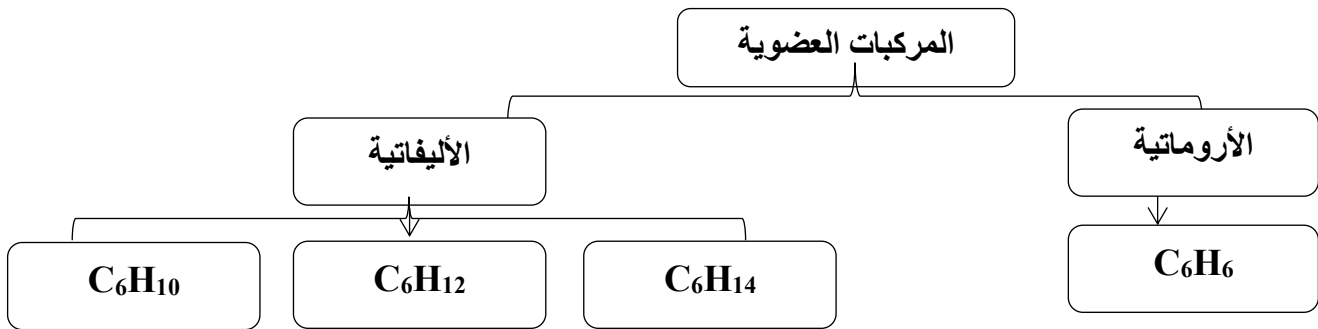 المركبات العضوية
الأروماتية
الأليفاتية
C₆H₆
C₆H₁₄
C₆H₁₂
C₆H₁₀